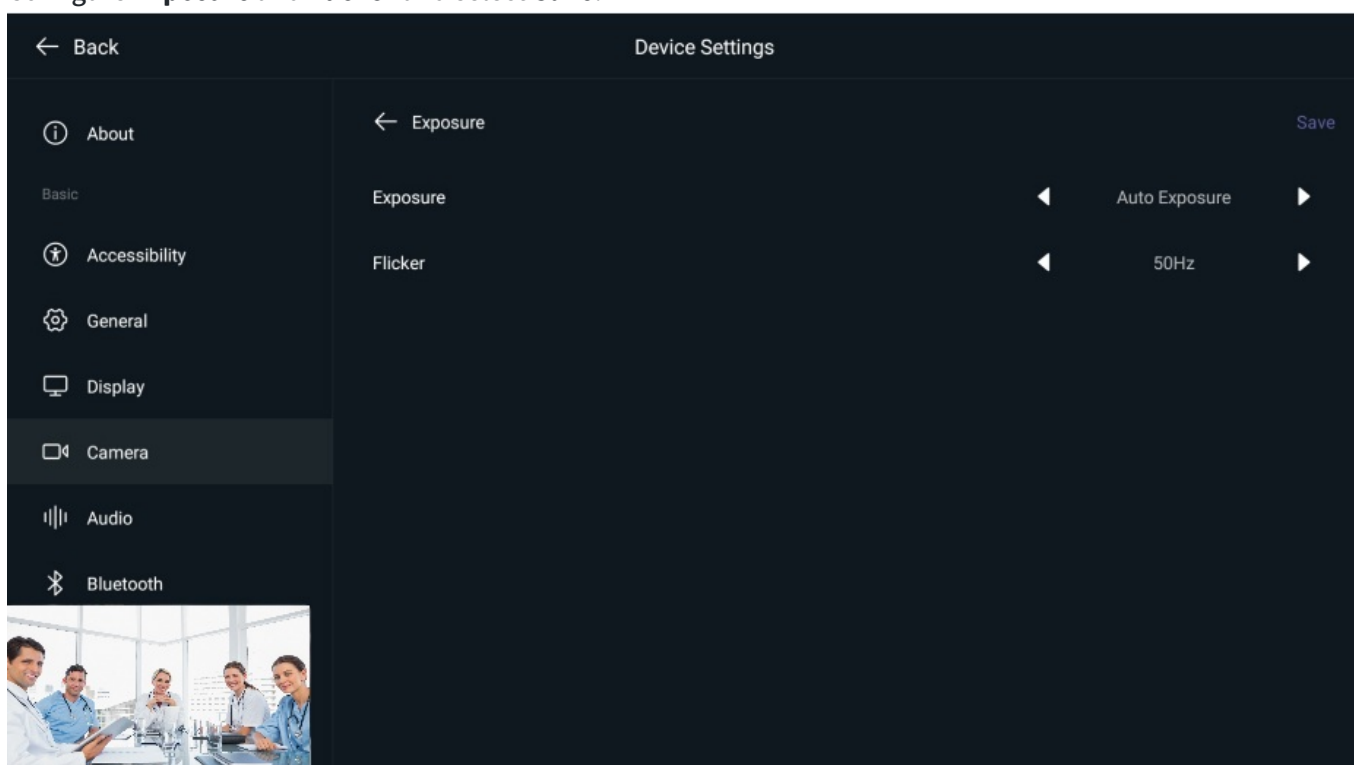 ← Back
Device Settings
About
← Exposure
Save
Basic
Exposure
Auto Exposure
Accessibility
Flicker
50Hz
General
Display
Camera
Audio
Bluetooth